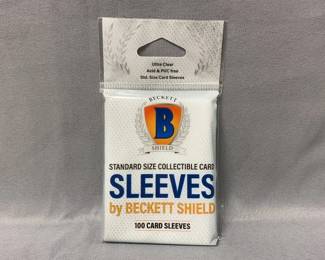 Ultra Clear
Acid & PVC free
Std. Size Card Sleeves
BECKETT
B
SHIELD
STANDARD SIZE COLLECTIBLE CARD
SLEEVES
by BECKETT SHIELD
100 CARD SLEEVES